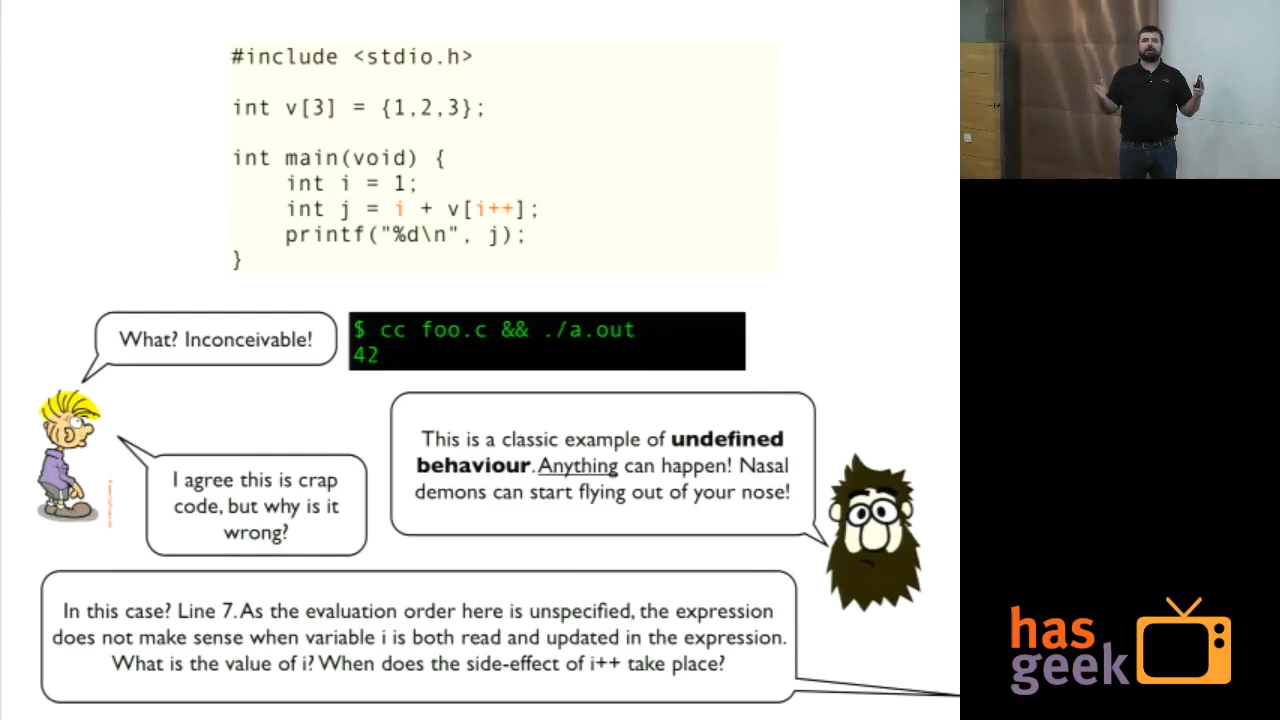 #include <stdio.h>
int v[3] = {1,2,3};
int main(void) {
int i = 1;
int j = i + v[i++];
printf("%d\n", j);
}
What? Inconceivable!
$ cc foo.c && ./a.out
42
This is a classic example of undefined
behaviour. Anything can happen! Nasal
demons can start flying out of your nose!
I agree this is crap
code, but why is it
wrong?
In this case? Line 7. As the evaluation order here is unspecified, the expression
does not make sense when variable i is both read and updated in the expression.
What is the value of i? When does the side-effect of i++ take place?
has
geek